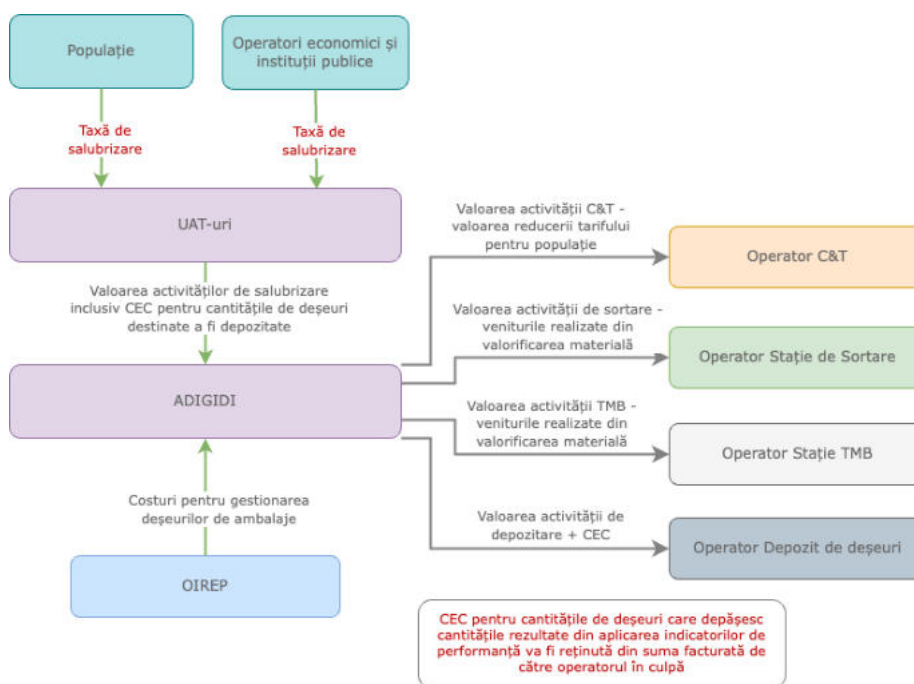 Populație
Operatori economici și
instituții publice
Taxă de
salubrizare
Taxă de
salubrizare
UAT-uri
Valoarea activităților de salubrizare
inclusiv CEC pentru cantitățile de deșeuri
destinate a fi depozitate
ADIGIDI
Costuri pentru gestionarea
deșeurilor de ambalaje
OIREP
Valoarea activității C&T -
valoarea reducerii tarifului
pentru populație
Operator C&T
Valoarea activității de sortare -
veniturile realizate din
valorificarea materială
Operator Stație de Sortare
Valoarea activității TMB -
veniturile realizate din
valorificarea materială
Operator Stație TMB
Valoarea activității de
depozitare + CEC
Operator Depozit de deșeuri
CEC pentru cantitățile de deșeuri care depășesc
cantitățile rezultate din aplicarea indicatorilor de
performanță va fi reținută din suma facturată de
către operatorul în culpă